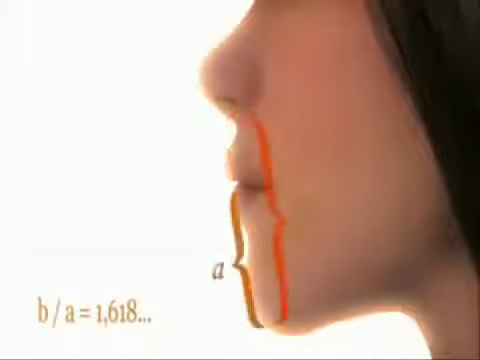 a
b / a = 1,618...